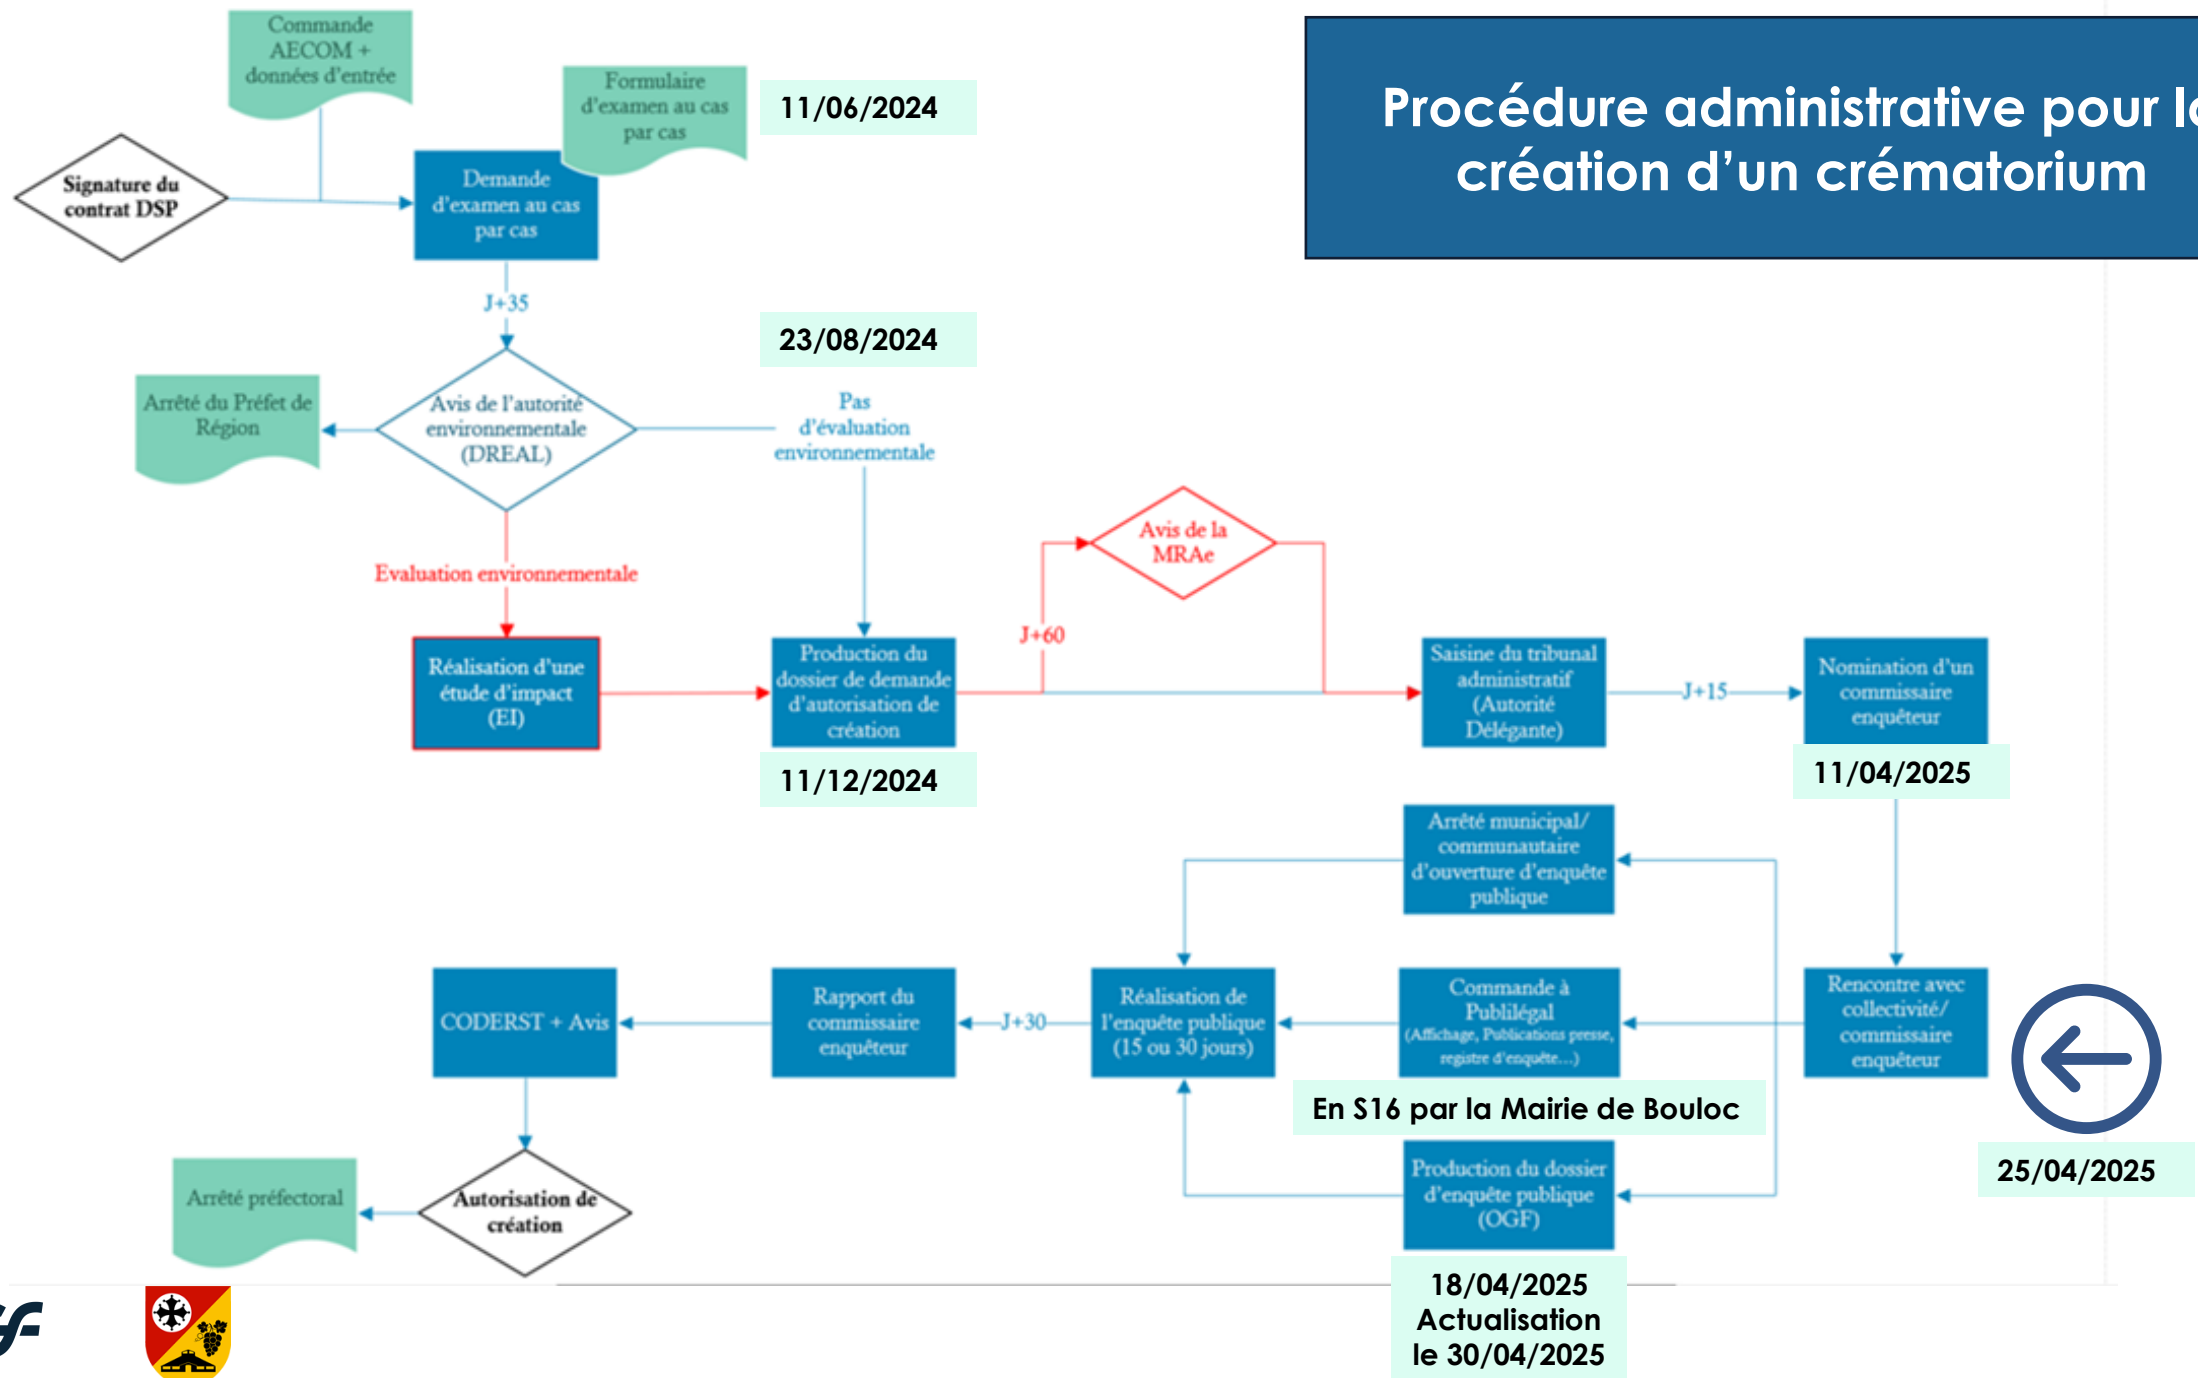 Commande
AECOM +
données d'entrée
Formulaire
d'examen au cas
par cas
11/06/2024
Procédure administrative pour la
création d'un crématorium
Signature du
contrat DSP
Demande
d'examen au cas
par cas
J+35
23/08/2024
Arrêté du Préfet de
Région
Avis de l'autorité
environnementale
(DREAL)
Pas
d'évaluation
environnementale
Evaluation environnementale
Avis de la
MRAe
J+60
Réalisation d'une
étude d'impact
(EI)
Production du
dossier de demande
d'autorisation de
création
11/12/2024
Saisine du tribunal
administratif
(Autorité
Délégante)
J+15
Nomination d'un
commissaire
enquêteur
11/04/2025
Arrêté municipal/
communautaire
d'ouverture d'enquête
publique
CODERST + Avis
Rapport du
commissaire
enquêteur
J+30
Réalisation de
l'enquête publique
(15 ou 30 jours)
Commande à
Publilégal
(Affichage, Publications presse,
registre d'enquête...)
Rencontre avec
collectivité/
commissaire
enquêteur
En S16 par la Mairie de Bouloc
25/04/2025
Arrêté préfectoral
Autorisation de
création
Production du dossier
d'enquête publique
(OGF)
18/04/2025
Actualisation
le 30/04/2025